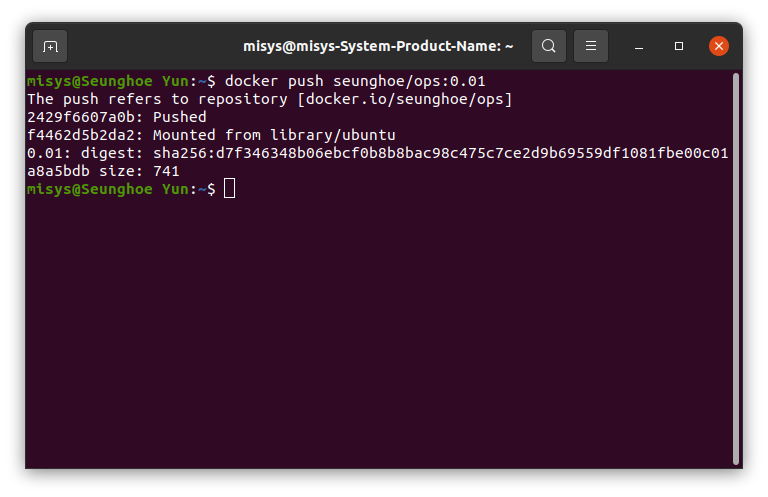 misys@misys-System-Product-Name: ~
misys@Seunghoe Yun:~$ docker push seunghoe/ops:0.01
The push refers to repository [docker.io/seunghoe/ops]
2429f6607a0b: Pushed
f4462d5b2da2: Mounted from library/ubuntu
0.01: digest: sha256:d7f346348b06ebcf0b8b8bac98c475c7ce2d9b69559df1081fbe00c01
a8a5bdb size: 741
misys@Seunghoe Yun:~$